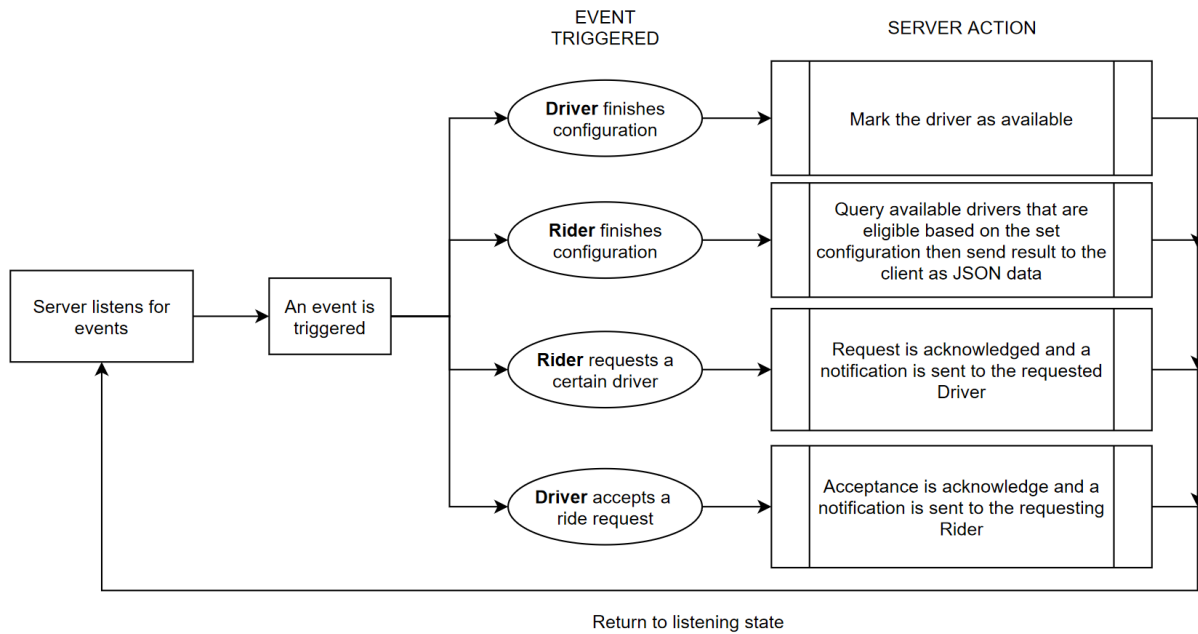 EVENT
TRIGGERED
SERVER ACTION
Driver finishes
configuration
Mark the driver as available
Rider finishes
configuration
Query available drivers that are
eligible based on the set
configuration then send result to the
client as JSON data
Server listens for
events
An event is
triggered
Rider requests a
certain driver
Request is acknowledged and a
notification is sent to the requested
Driver
Driver accepts a
ride request
Acceptance is acknowledge and a
notification is sent to the requesting
Rider
Return to listening state